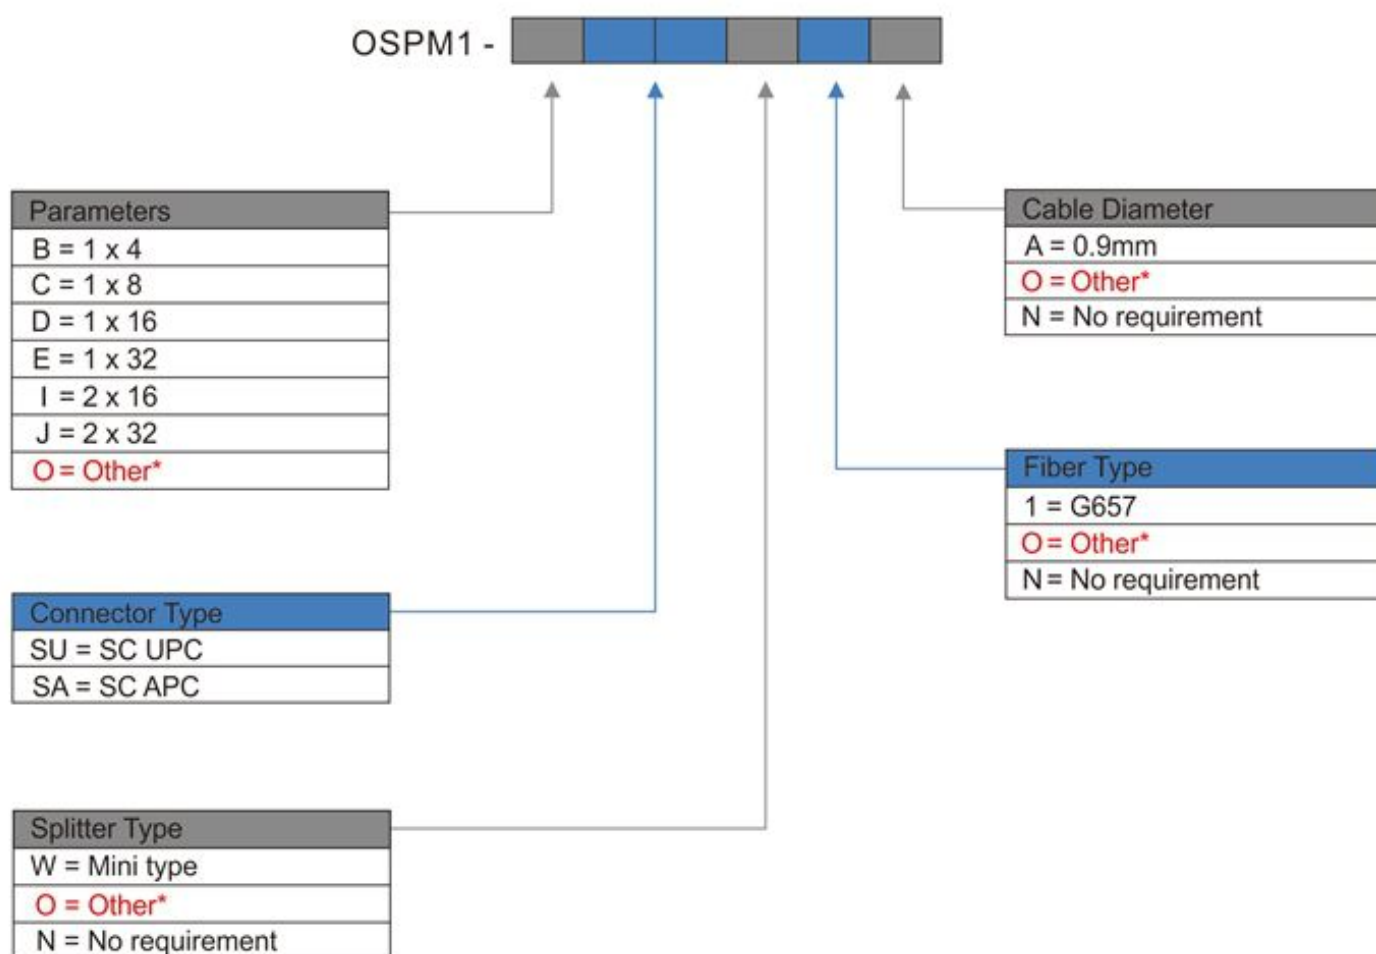 OSPM1 -
Parameters
B = 1 x 4
C = 1 x 8
D = 1 x 16
E = 1 x 32
I = 2 x 16
J = 2 x 32
O = Other*
Connector Type
SU = SC UPC
SA = SC APC
Splitter Type
W = Mini type
O = Other*
N = No requirement
Cable Diameter
A = 0.9mm
O = Other*
N = No requirement
Fiber Type
1 = G657
O = Other*
N = No requirement